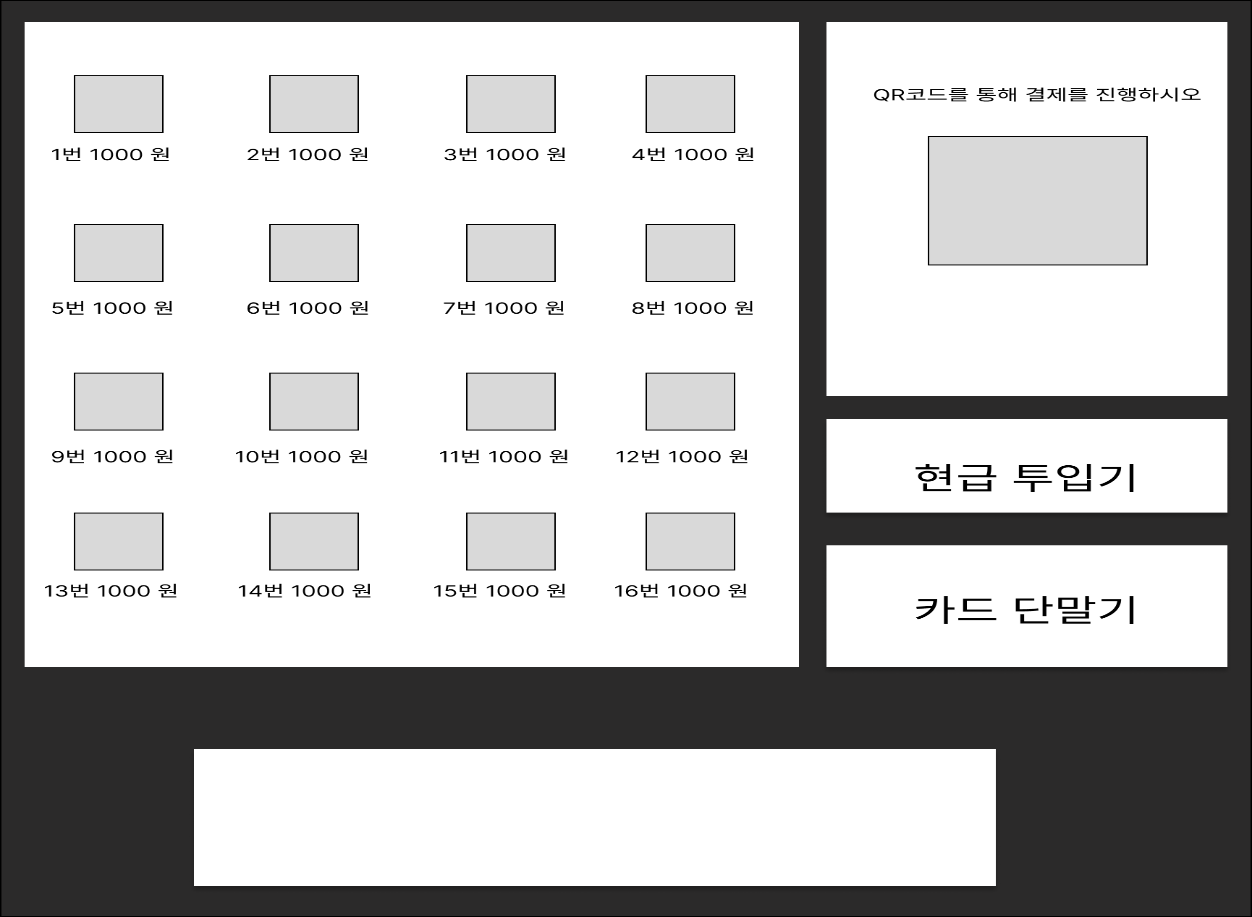 1번 1000 원
2번 1000 원
3번 1000 원
4번 1000 원
5번 1000 원
6번 1000 원
7번 1000 원
8번 1000 원
9번 1000 원
10번 1000 원
11번 1000 원
12번 1000 원
13번 1000 원
14번 1000 원
15번 1000 원
16번 1000 원
QR코드를 통해 결제를 진행하시오
현급 투입기
카드 단말기